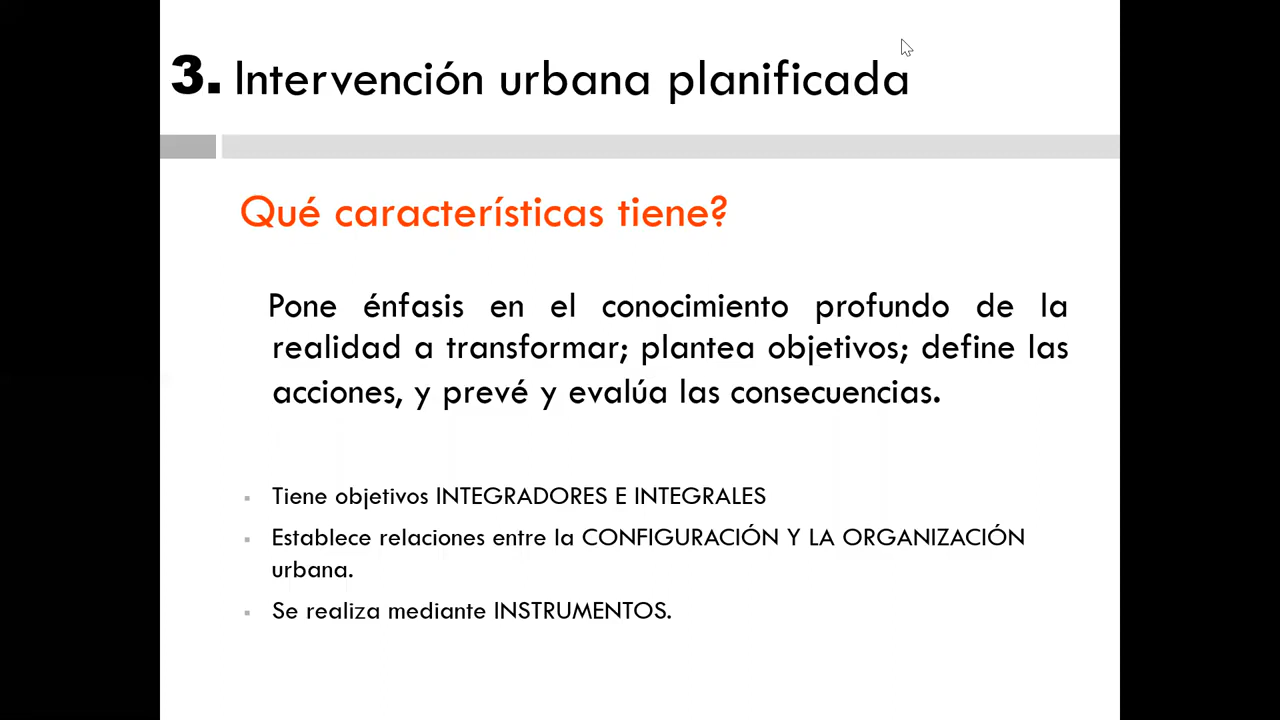 3. Intervención urbana planificada
Qué características tiene?
Pone énfasis en el conocimiento profundo de la
realidad a transformar; plantea objetivos; define las
acciones, y prevé y evalúa las consecuencias.
▪ Tiene objetivos INTEGRADORES E INTEGRALES
▪ Establece relaciones entre la CONFIGURACIÓN Y LA ORGANIZACIÓN
urbana.
▪ Se realiza mediante INSTRUMENTOS.